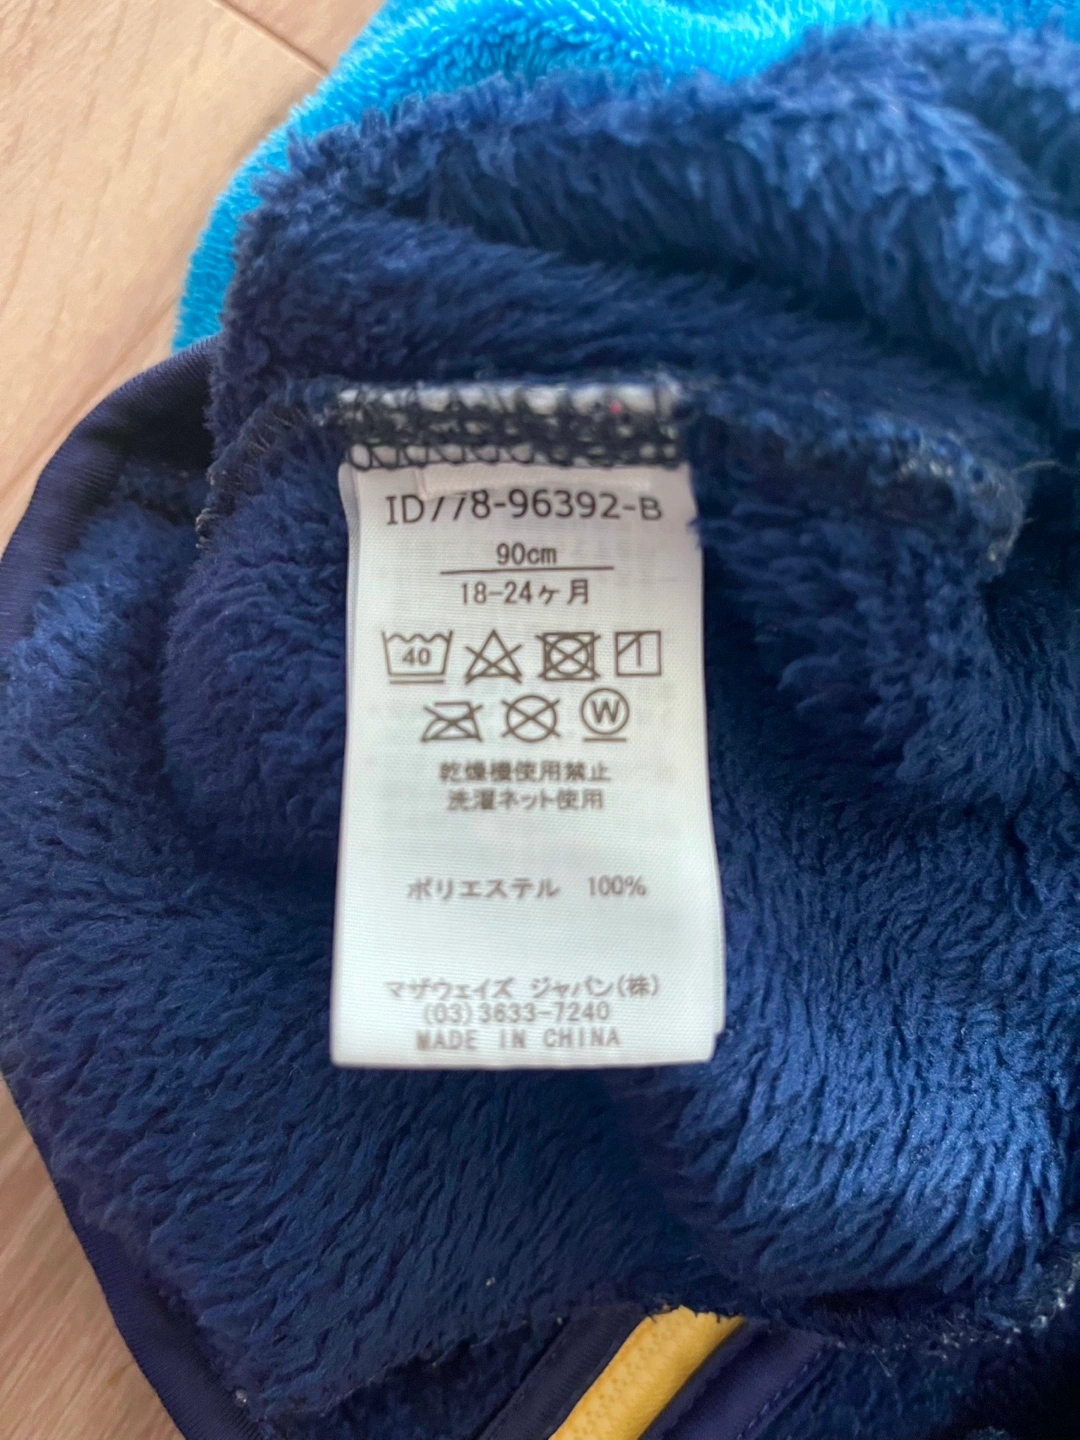 ID778-96392-B
90cm
18-24ヶ月
40
W
乾燥機使用禁止
洗濯ネット使用
ポリエステル 100%
マザウェイズ ジャパン(株)
(03)3633-7240
MADE IN CHINA